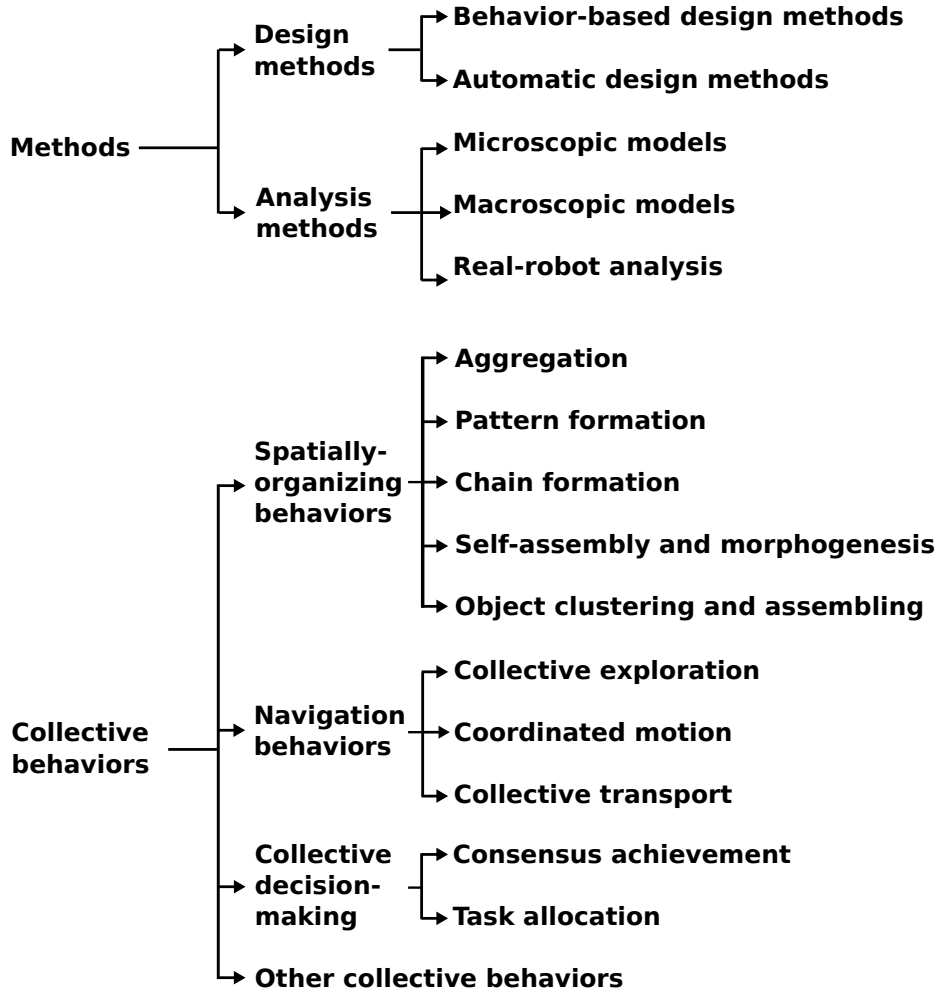 Behavior-based design methods
Design
methods
Automatic design methods
Methods
Microscopic models
Analysis
methods
Macroscopic models
Real-robot analysis
Aggregation
Pattern formation
Spatially-
organizing
behaviors
Chain formation
Self-assembly and morphogenesis
Object clustering and assembling
Collective
behaviors
Collective exploration
Navigation
behaviors
Coordinated motion
Collective transport
Collective
decision-
making
Consensus achievement
Task allocation
Other collective behaviors